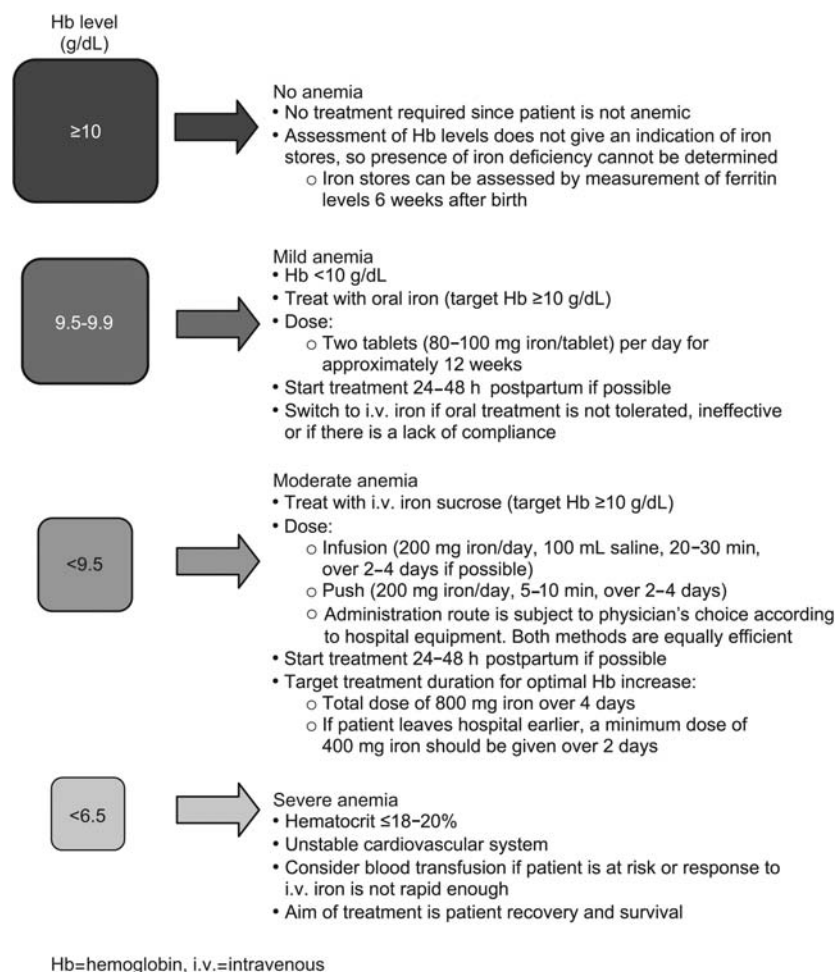 Hb level
(g/dL)
≥10
No anemia
• No treatment required since patient is not anemic
• Assessment of Hb levels does not give an indication of iron
stores, so presence of iron deficiency cannot be determined
o Iron stores can be assessed by measurement of ferritin
levels 6 weeks after birth
9.5-9.9
Mild anemia
• Hb <10 g/dL
• Treat with oral iron (target Hb ≥10 g/dL)
• Dose:
o Two tablets (80–100 mg iron/tablet) per day for
approximately 12 weeks
• Start treatment 24–48 h postpartum if possible
• Switch to i.v. iron if oral treatment is not tolerated, ineffective
or if there is a lack of compliance
<9.5
Moderate anemia
• Treat with i.v. iron sucrose (target Hb ≥10 g/dL)
• Dose:
o Infusion (200 mg iron/day, 100 mL saline, 20–30 min,
over 2–4 days if possible)
o Push (200 mg iron/day, 5–10 min, over 2–4 days)
o Administration route is subject to physician's choice according
to hospital equipment. Both methods are equally efficient
• Start treatment 24–48 h postpartum if possible
• Target treatment duration for optimal Hb increase:
o Total dose of 800 mg iron over 4 days
o If patient leaves hospital earlier, a minimum dose of
400 mg iron should be given over 2 days
<6.5
Severe anemia
• Hematocrit ≤18–20%
• Unstable cardiovascular system
• Consider blood transfusion if patient is at risk or response to
i.v. iron is not rapid enough
• Aim of treatment is patient recovery and survival
Hb=hemoglobin, i.v.=intravenous